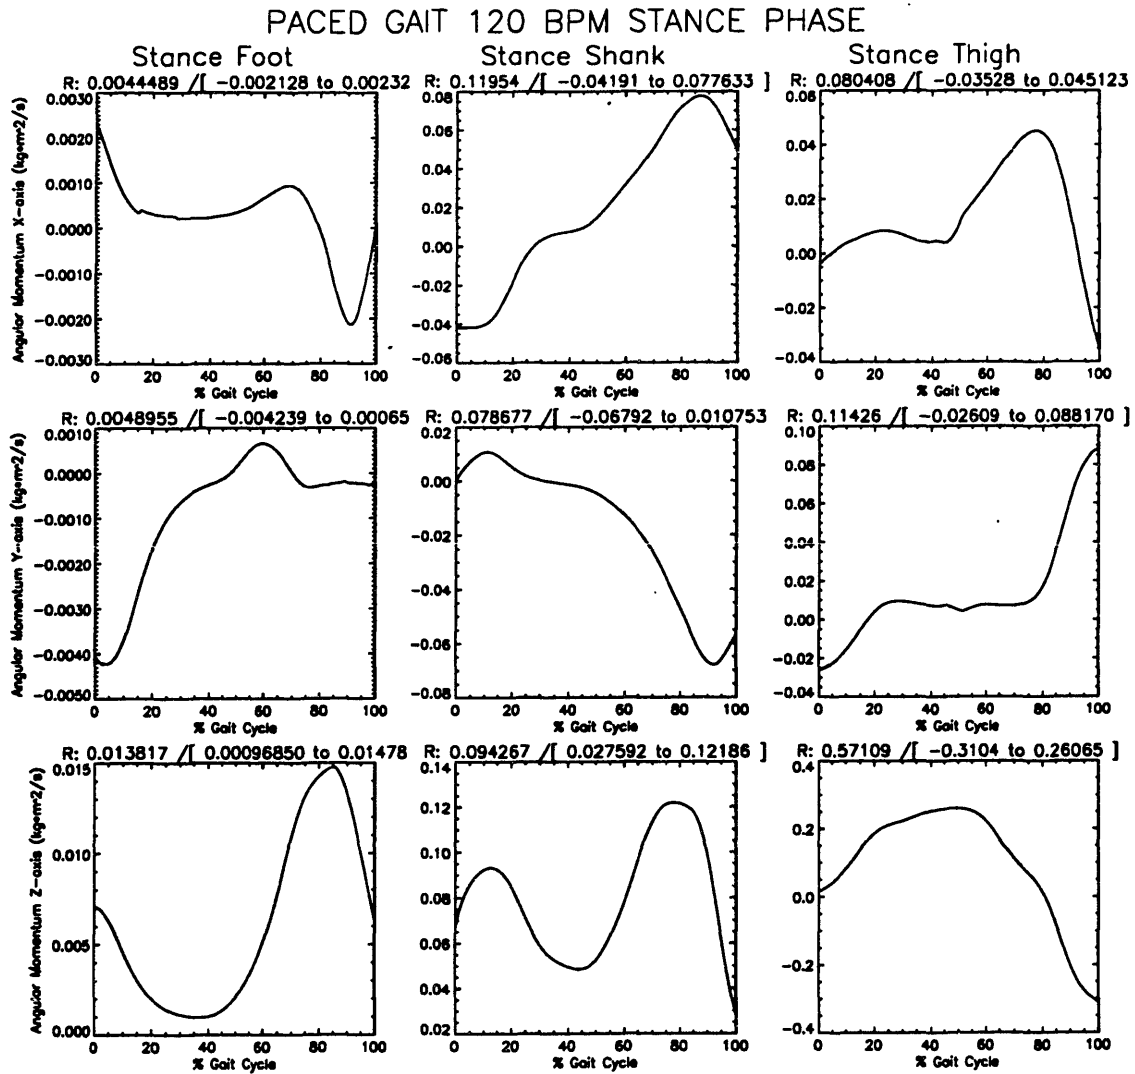 PACED GAIT 120 BPM STANCE PHASE
Stance Foot Stance Shank Stance Thigh
R: 0.0044489 /[ -0.002128 to 0.00232 R: 0.11954 /[ -0.04191 to 0.077633 ] R: 0.080408 /[ -0.03528 to 0.045123
Angular Momentum X-axis (kg*m^2/s)
0.0030
0.0020
0.0010
0.0000
-0.0010
-0.0020
-0.0030
0 20 40 60 80 100
% Gait Cycle
0.08
0.06
0.04
0.02
0.00
-0.02
-0.04
-0.06
0 20 40 60 80 100
% Gait Cycle
0.06
0.04
0.02
0.00
-0.02
-0.04
0 20 40 60 80 100
% Gait Cycle
R: 0.0048955 /[ -0.004239 to 0.00065 R: 0.078677 /[ -0.06792 to 0.010753 R: 0.11426 /[ -0.02609 to 0.088170 ]
Angular Momentum Y-axis (kg*m^2/s)
0.0010
0.0000
-0.0010
-0.0020
-0.0030
-0.0040
-0.0050
0 20 40 60 80 100
% Gait Cycle
0.02
0.00
-0.02
-0.04
-0.06
-0.08
0 20 40 60 80 100
% Gait Cycle
0.10
0.08
0.06
0.04
0.02
0.00
-0.02
-0.04
0 20 40 60 80 100
% Gait Cycle
R: 0.013817 /[ 0.00096850 to 0.01478 R: 0.094267 /[ 0.027592 to 0.12186 ] R: 0.57109 /[ -0.3104 to 0.26065 ]
Angular Momentum Z-axis (kg*m^2/s)
0.015
0.010
0.005
0.000
0 20 40 60 80 100
% Gait Cycle
0.14
0.12
0.10
0.08
0.06
0.04
0.02
0 20 40 60 80 100
% Gait Cycle
0.4
0.2
0.0
-0.2
-0.4
0 20 40 60 80 100
% Gait Cycle